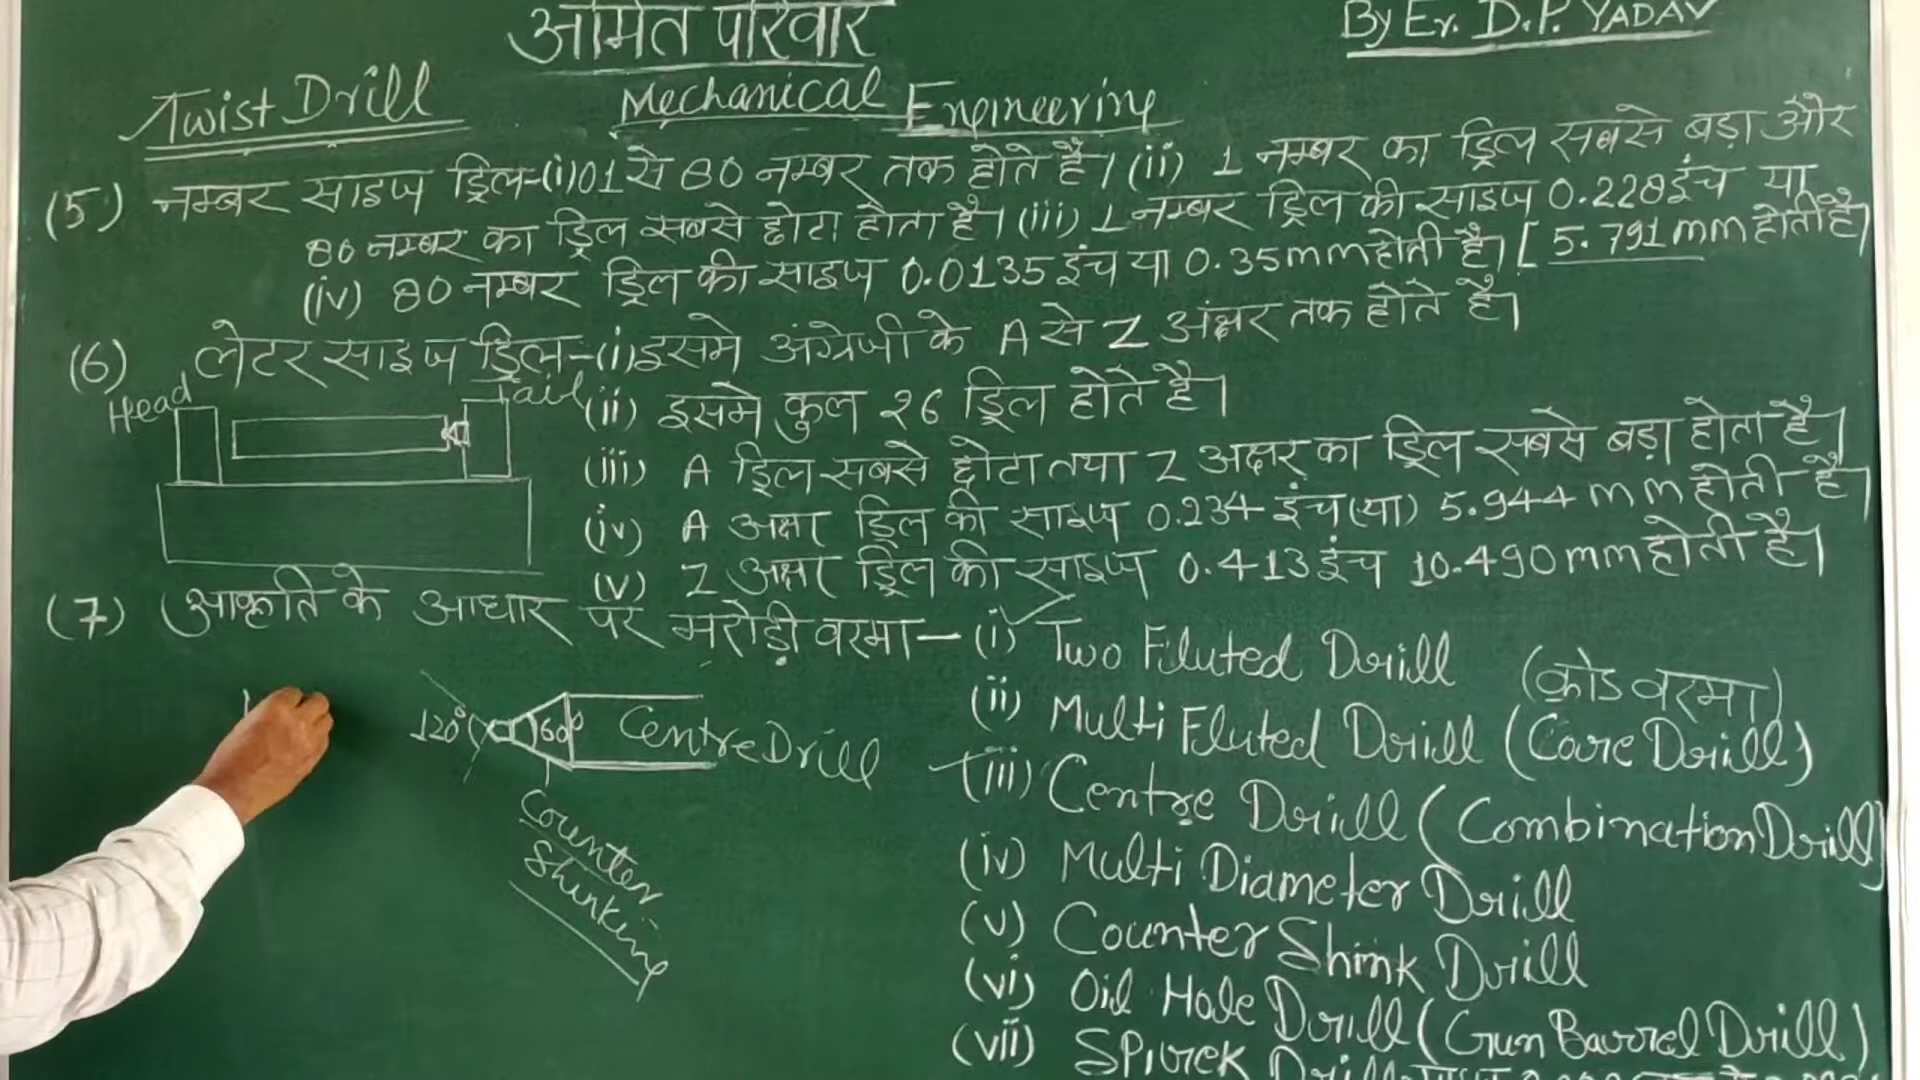 अमित परिवार
By Er. D.P. YADAV
Twist Drill
Mechanical Engineering
(5) नम्बर साइज ड्रिल-(i) 01 से 80 नम्बर तक होते है। (ii) 1 नम्बर का ड्रिल सबसे बड़ा और
80 नम्बर का ड्रिल सबसे छोटा होता है। (iii) 1 नम्बर ड्रिल की साइज 0.228 इंच या
(iv) 80 नम्बर ड्रिल की साइज 0.0135 इंच या 0.35 mm होती है। [5.791 mm होती है।
(6) लेटर साइज ड्रिल-(i) इसमे अंग्रेजी के A से Z अंक्षर तक होते है।
Head
Tail
(ii) इसमे कुल 26 ड्रिल होते है।
(iii) A ड्रिल सबसे छोटा तथा Z अक्षर का ड्रिल सबसे बड़ा होता है।
(iv) A अक्षर ड्रिल की साइज 0.234 इंच (या) 5.944 mm होती है।
(v) Z अक्षर ड्रिल की साइज 0.413 इंच 10.490 mm होती है।
(7) आकृति के आधार पर मरोड़ी वरमा- (i) Two Fluted Drill
(कोड वरमा)
(ii) Multi Fluted Drill (Core Drill)
120° 60° Centre Drill
(iii) Centre Drill (Combination Drill)
Counter
Shinking
(iv) Multi Diameter Drill
(v) Counter Shink Drill
(vi) Oil Hole Drill (Gun Barrel Drill)
(vii) SPIREK Drill